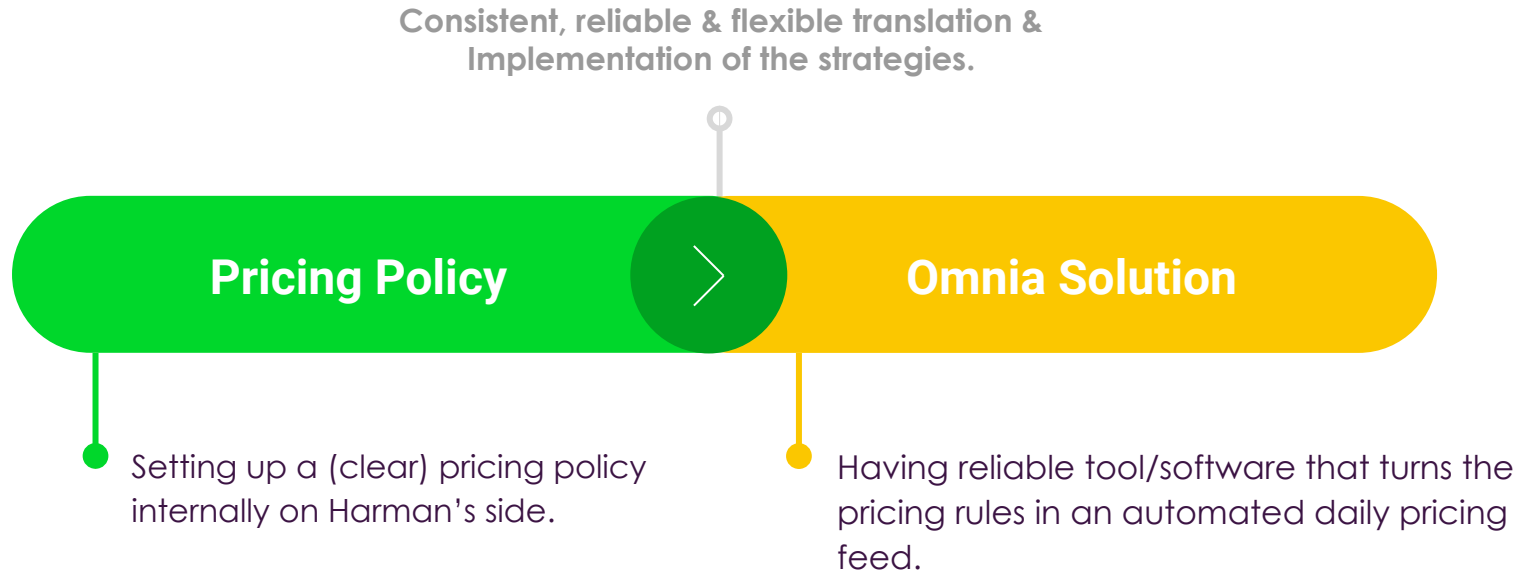 Consistent, reliable & flexible translation &
Implementation of the strategies.
Pricing Policy
Omnia Solution
Setting up a (clear) pricing policy
internally on Harman’s side.
Having reliable tool/software that turns the
pricing rules in an automated daily pricing
feed.